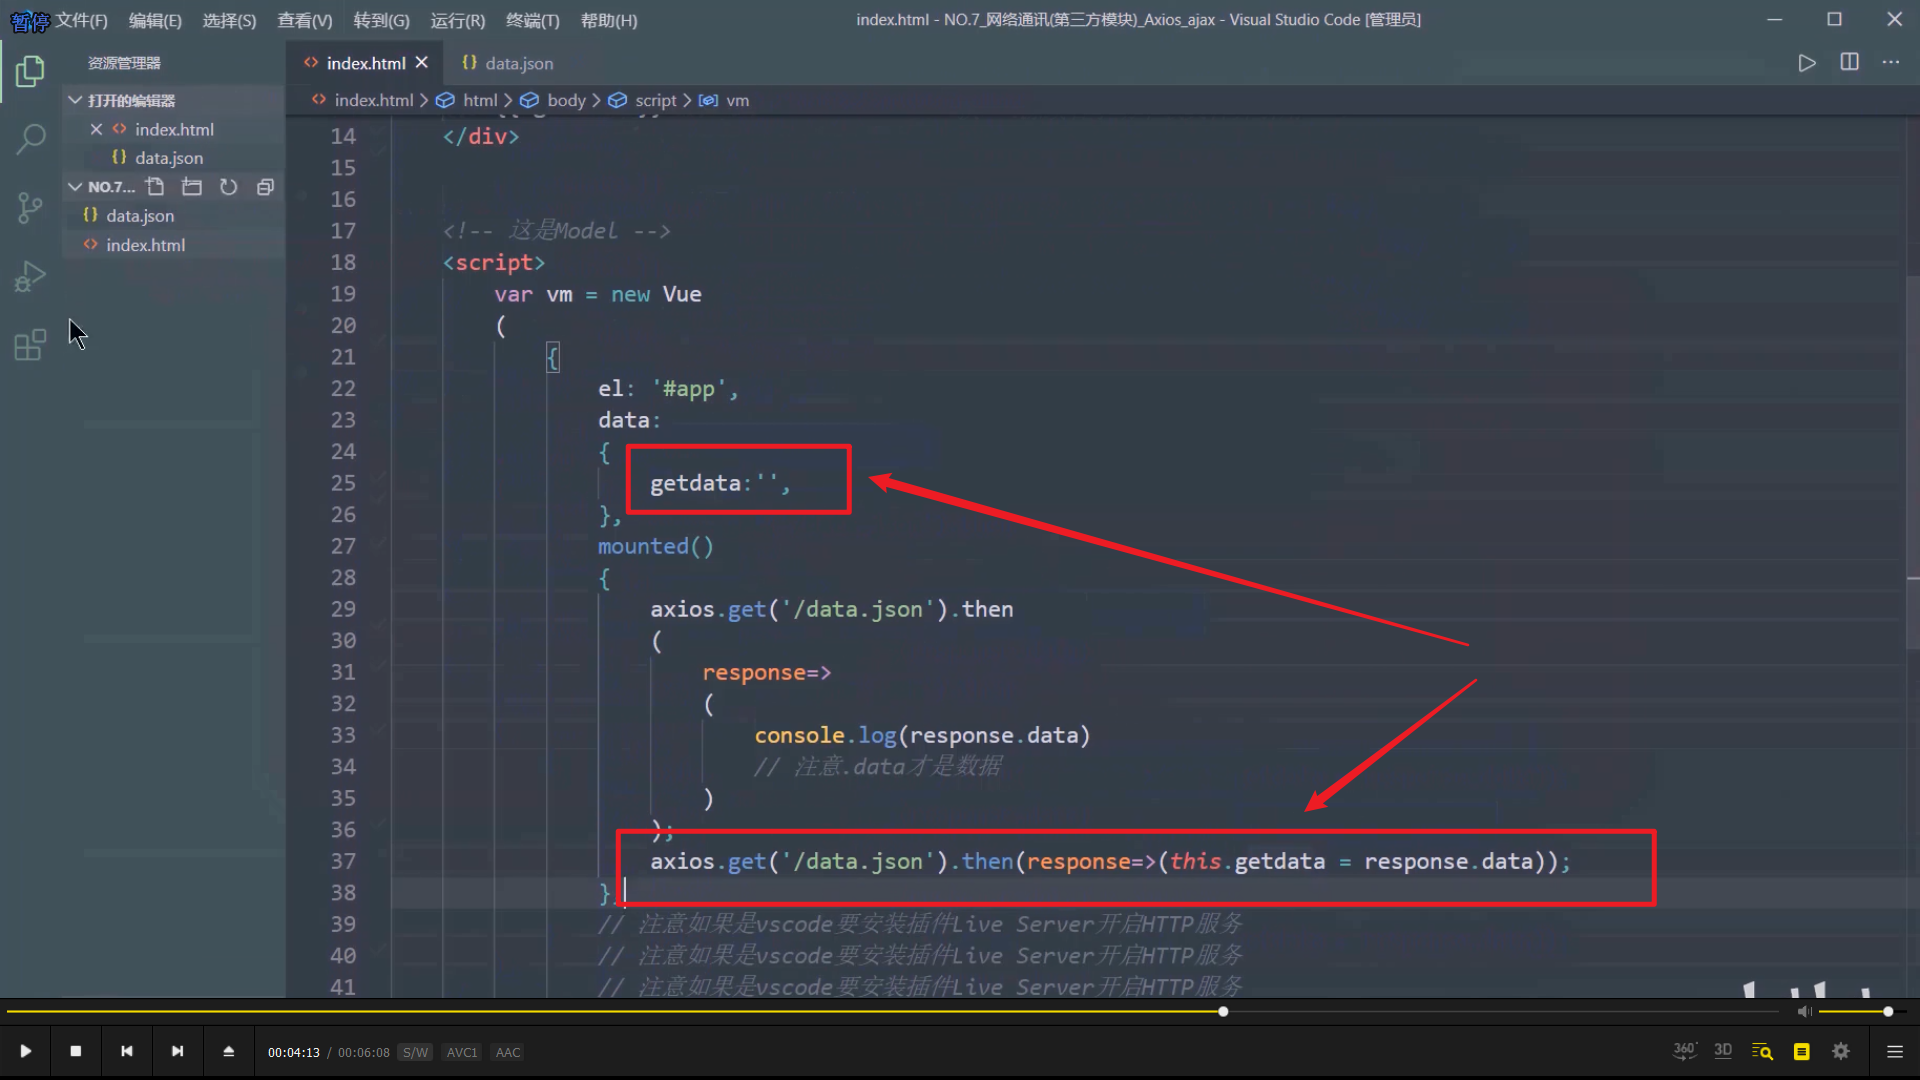 暂停 文件(F) 编辑(E) 选择(S) 查看(V) 转到(G) 运行(R) 终端(T) 帮助(H) index.html - NO.7_网络通讯(第三方模块)_Axios_ajax - Visual Studio Code [管理员]
资源管理器
打开的编辑器
index.html
data.json
NO.7...
data.json
index.html
index.html data.json
index.html > html > body > script > vm
14 </div>
15
16
17 <!-- 这是Model -->
18 <script>
19 var vm = new Vue
20 (
21 {
22 el: '#app',
23 data:
24 {
25 getdata:'',
26 },
27 mounted()
28 {
29 axios.get('/data.json').then
30 (
31 response=>
32 (
33 console.log(response.data)
34 // 注意.data才是数据
35 )
36 );
37 axios.get('/data.json').then(response=>(this.getdata = response.data));
38 }
39 // 注意如果是vscode要安装插件Live Server开启HTTP服务
40 // 注意如果是vscode要安装插件Live Server开启HTTP服务
41 // 注意如果是vscode要安装插件Live Server开启HTTP服务
00:04:13 / 00:06:08 S/W AVC1 AAC 360° 3D